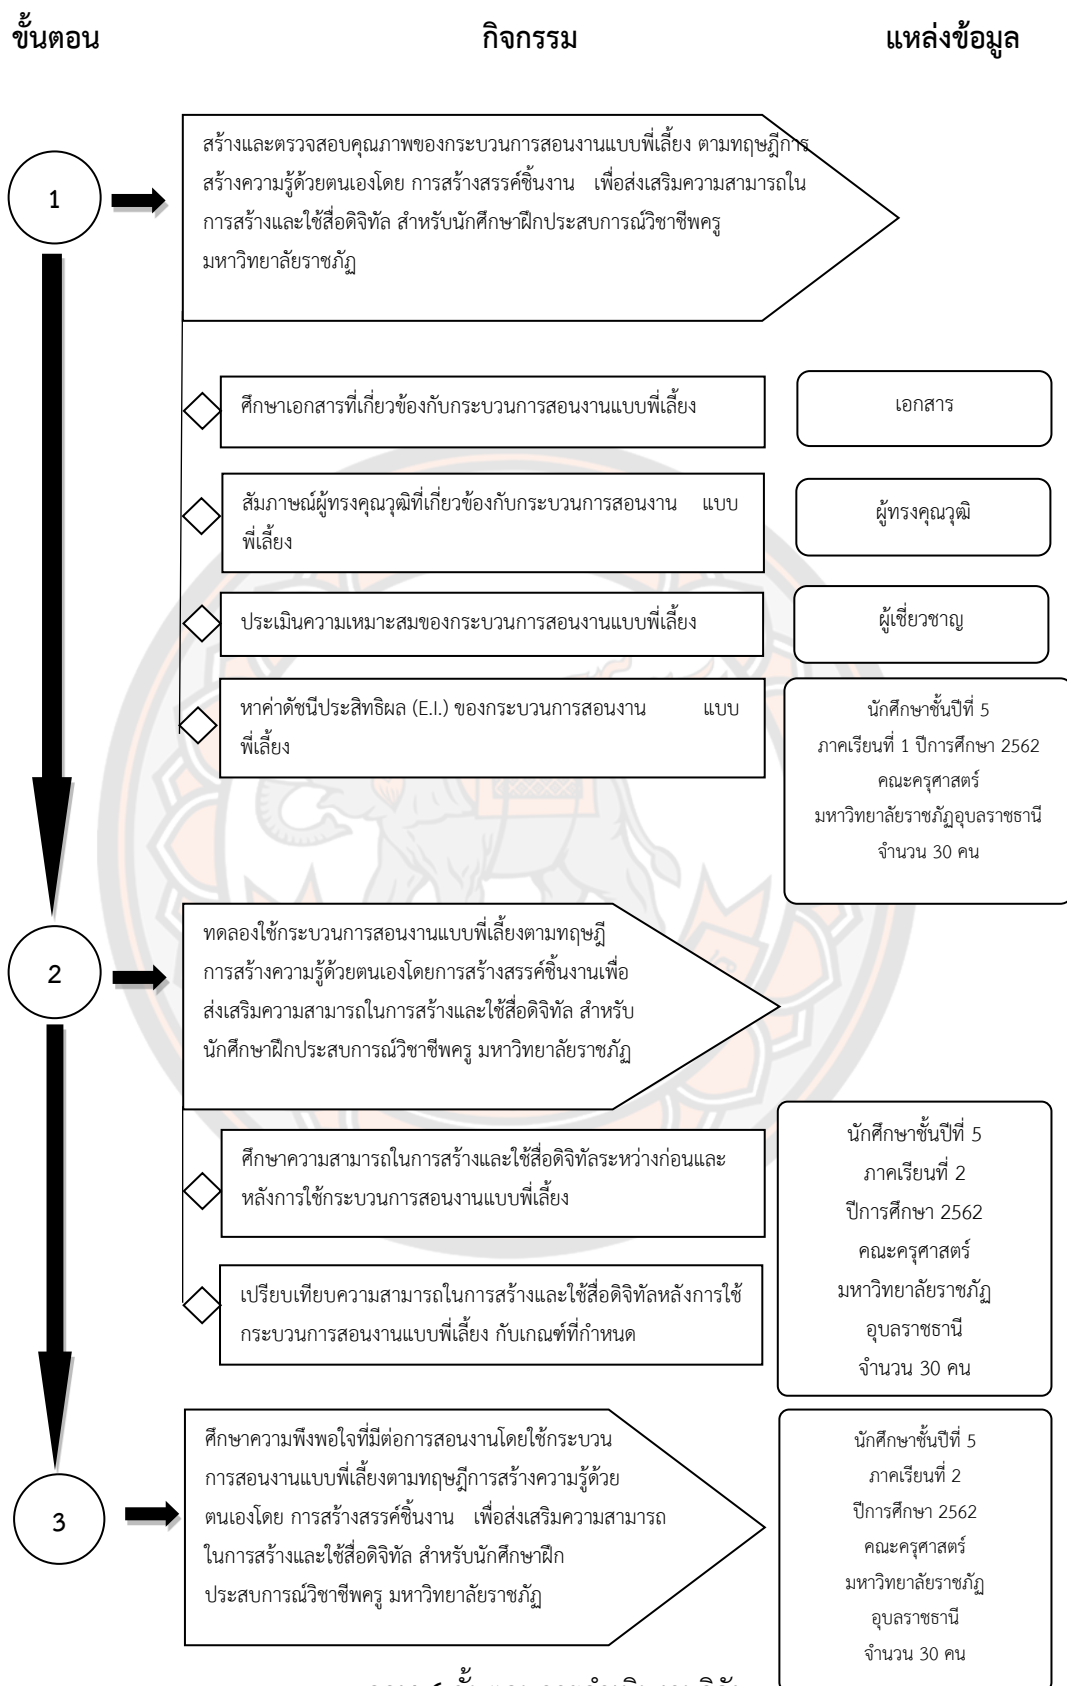 ขั้นตอน
กิจกรรม
แหล่งข้อมูล
1
สร้างและตรวจสอบคุณภาพของกระบวนการสอนงานแบบพี่เลี้ยง ตามทฤษฎีการ
สร้างความรู้ด้วยตนเองโดย การสร้างสรรค์ชิ้นงาน เพื่อส่งเสริมความสามารถใน
การสร้างและใช้สื่อดิจิทัล สำหรับนักศึกษาฝึกประสบการณ์วิชาชีพครู
มหาวิทยาลัยราชภัฏ
ศึกษาเอกสารที่เกี่ยวข้องกับกระบวนการสอนงานแบบพี่เลี้ยง
เอกสาร
สัมภาษณ์ผู้ทรงคุณวุฒิที่เกี่ยวข้องกับกระบวนการสอนงาน แบบ
พี่เลี้ยง
ผู้ทรงคุณวุฒิ
ประเมินความเหมาะสมของกระบวนการสอนงานแบบพี่เลี้ยง
ผู้เชี่ยวชาญ
หาค่าดัชนีประสิทธิผล (E.I.) ของกระบวนการสอนงาน แบบ
พี่เลี้ยง
นักศึกษาชั้นปีที่ 5
ภาคเรียนที่ 1 ปีการศึกษา 2562
คณะครุศาสตร์
มหาวิทยาลัยราชภัฏอุบลราชธานี
จำนวน 30 คน
2
ทดลองใช้กระบวนการสอนงานแบบพี่เลี้ยงตามทฤษฎี
การสร้างความรู้ด้วยตนเองโดยการสร้างสรรค์ชิ้นงานเพื่อ
ส่งเสริมความสามารถในการสร้างและใช้สื่อดิจิทัล สำหรับ
นักศึกษาฝึกประสบการณ์วิชาชีพครู มหาวิทยาลัยราชภัฏ
ศึกษาความสามารถในการสร้างและใช้สื่อดิจิทัลระหว่างก่อนและ
หลังการใช้กระบวนการสอนงานแบบพี่เลี้ยง
เปรียบเทียบความสามารถในการสร้างและใช้สื่อดิจิทัลหลังการใช้
กระบวนการสอนงานแบบพี่เลี้ยง กับเกณฑ์ที่กำหนด
นักศึกษาชั้นปีที่ 5
ภาคเรียนที่ 2
ปีการศึกษา 2562
คณะครุศาสตร์
มหาวิทยาลัยราชภัฏ
อุบลราชธานี
จำนวน 30 คน
3
ศึกษาความพึงพอใจที่มีต่อการสอนงานโดยใช้กระบวน
การสอนงานแบบพี่เลี้ยงตามทฤษฎีการสร้างความรู้ด้วย
ตนเองโดย การสร้างสรรค์ชิ้นงาน เพื่อส่งเสริมความสามารถ
ในการสร้างและใช้สื่อดิจิทัล สำหรับนักศึกษาฝึก
ประสบการณ์วิชาชีพครู มหาวิทยาลัยราชภัฏ
นักศึกษาชั้นปีที่ 5
ภาคเรียนที่ 2
ปีการศึกษา 2562
คณะครุศาสตร์
มหาวิทยาลัยราชภัฏ
อุบลราชธานี
จำนวน 30 คน